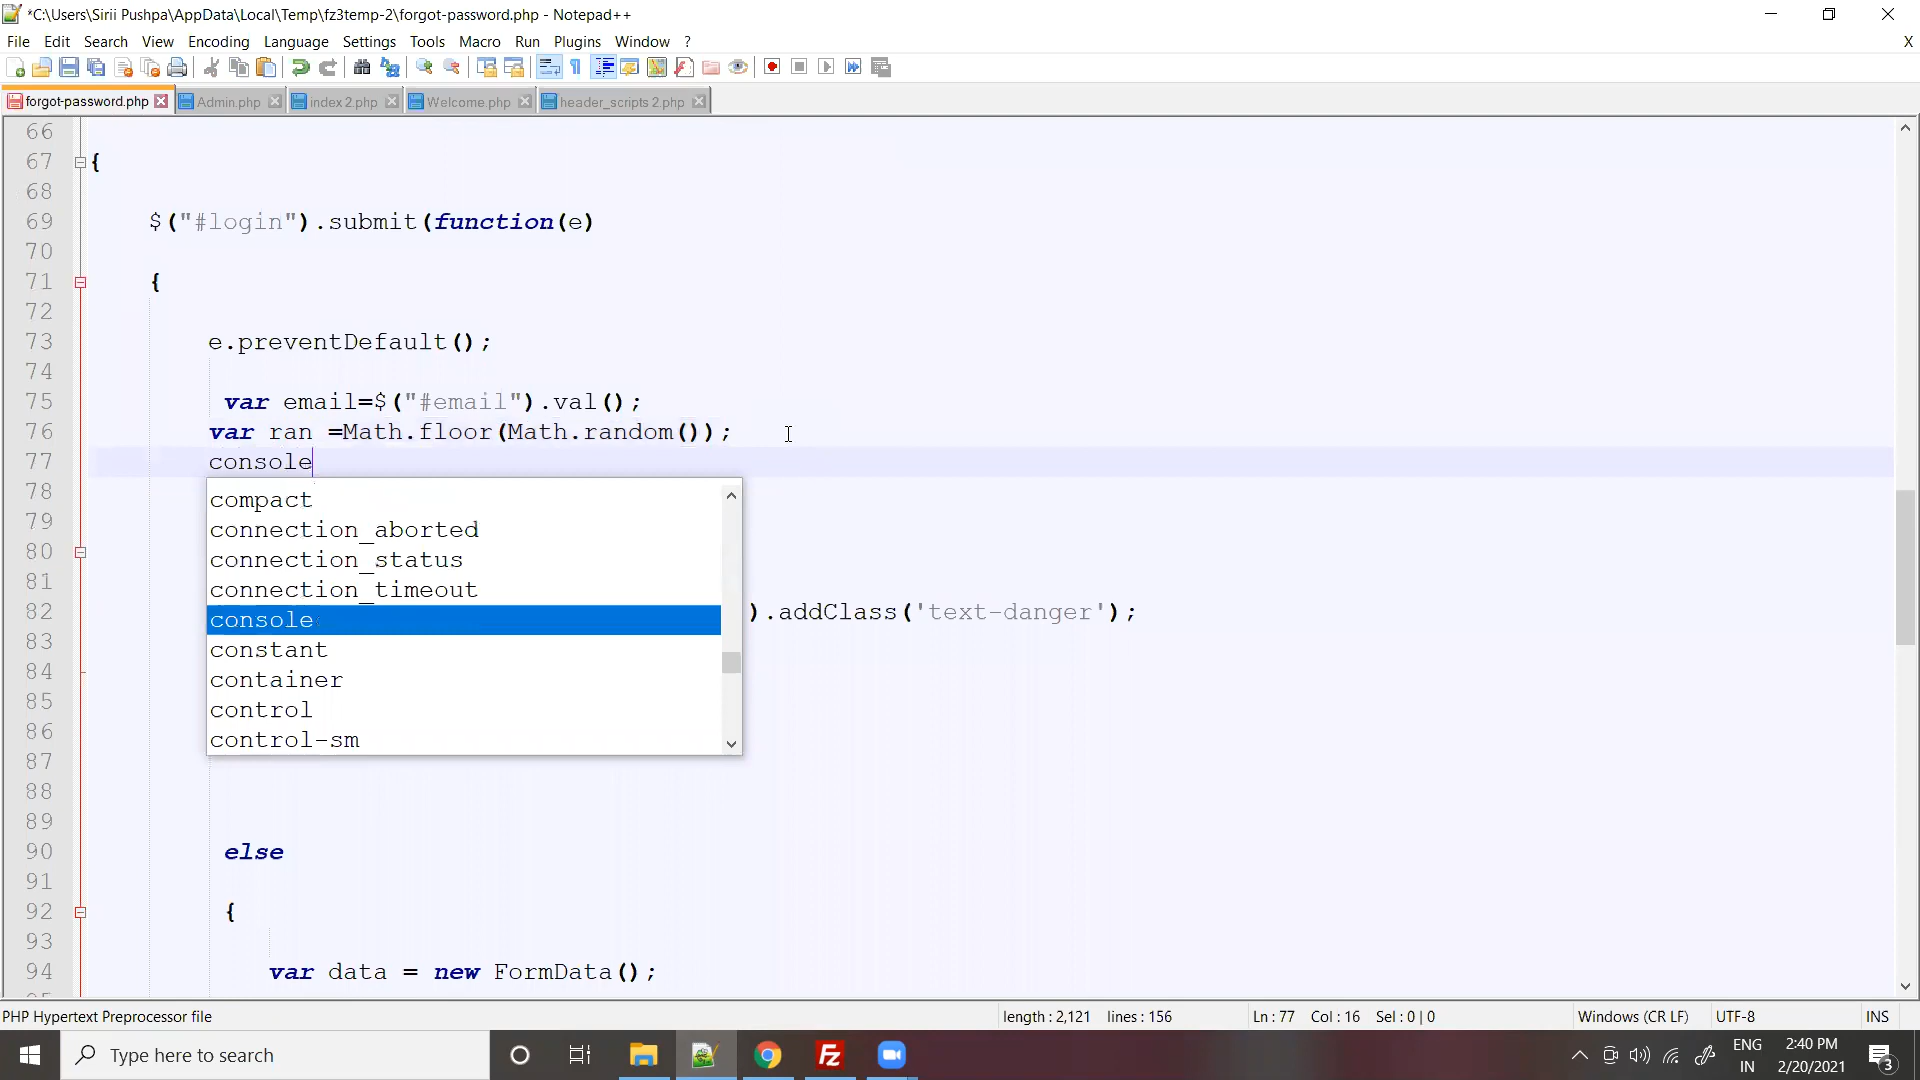 *C:\Users\Sirii Pushpa\AppData\Local\Temp\fz3temp-2\forgot-password.php - Notepad++
File Edit Search View Encoding Language Settings Tools Macro Run Plugins Window ? X
forgot-password.php Admin.php index 2.php Welcome.php header_scripts 2.php
66
67 {
68
69 $("#login").submit(function(e)
70
71 {
72
73 e.preventDefault();
74
75 var email=$("#email").val();
76 var ran =Math.floor(Math.random());
77 console
78 compact
79 connection_aborted
80 connection_status
81 connection_timeout
console
82 ).addClass('text-danger');
83 constant
84 container
85 control
86 control-sm
87
88
89
90 else
91
92 {
93
94 var data = new FormData();
PHP Hypertext Preprocessor file length : 2,121 lines : 156 Ln : 77 Col : 16 Sel : 0 | 0 Windows (CR LF) UTF-8 INS
Type here to search ENG IN 2:40 PM 2/20/2021 3